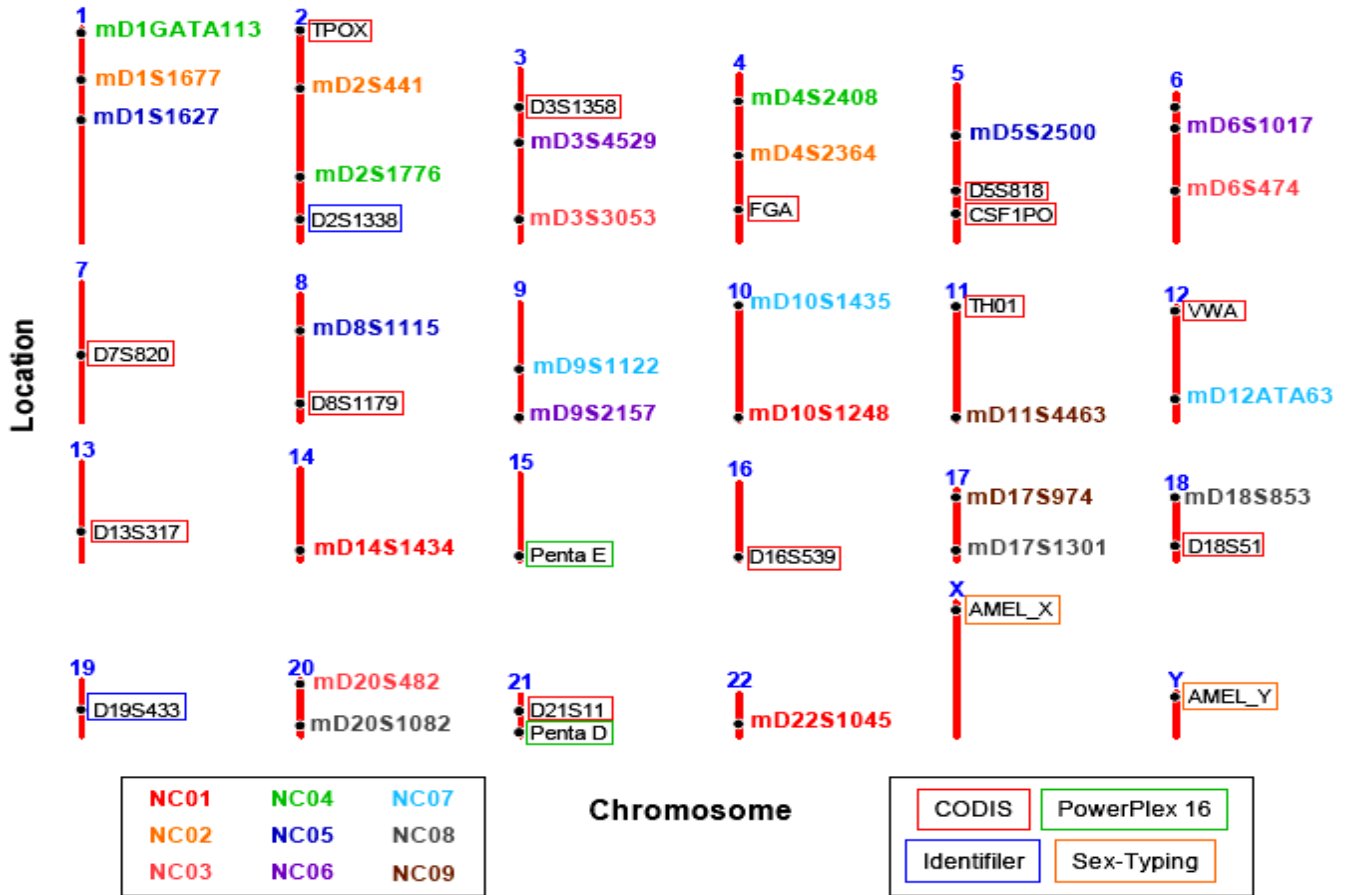 1
mD1GATA113
mD1S1677
mD1S1627
2
TPOX
mD2S441
mD2S1776
D2S1338
3
D3S1358
mD3S4529
mD3S3053
4
mD4S2408
mD4S2364
FGA
5
mD5S2500
D5S818
CSF1PO
6
mD6S1017
mD6S474
7
D7S820
8
mD8S1115
D8S1179
9
mD9S1122
mD9S2157
10
mD10S1435
mD10S1248
11
TH01
mD11S4463
12
VWA
mD12ATA63
13
D13S317
14
mD14S1434
15
Penta E
16
D16S539
17
mD17S974
mD17S1301
18
mD18S853
D18S51
19
D19S433
20
mD20S482
mD20S1082
21
D21S11
Penta D
22
mD22S1045
X
AMEL_X
Y
AMEL_Y
Location
Chromosome
NC01 NC04 NC07
NC02 NC05 NC08
NC03 NC06 NC09
CODIS PowerPlex 16
Identifiler Sex-Typing